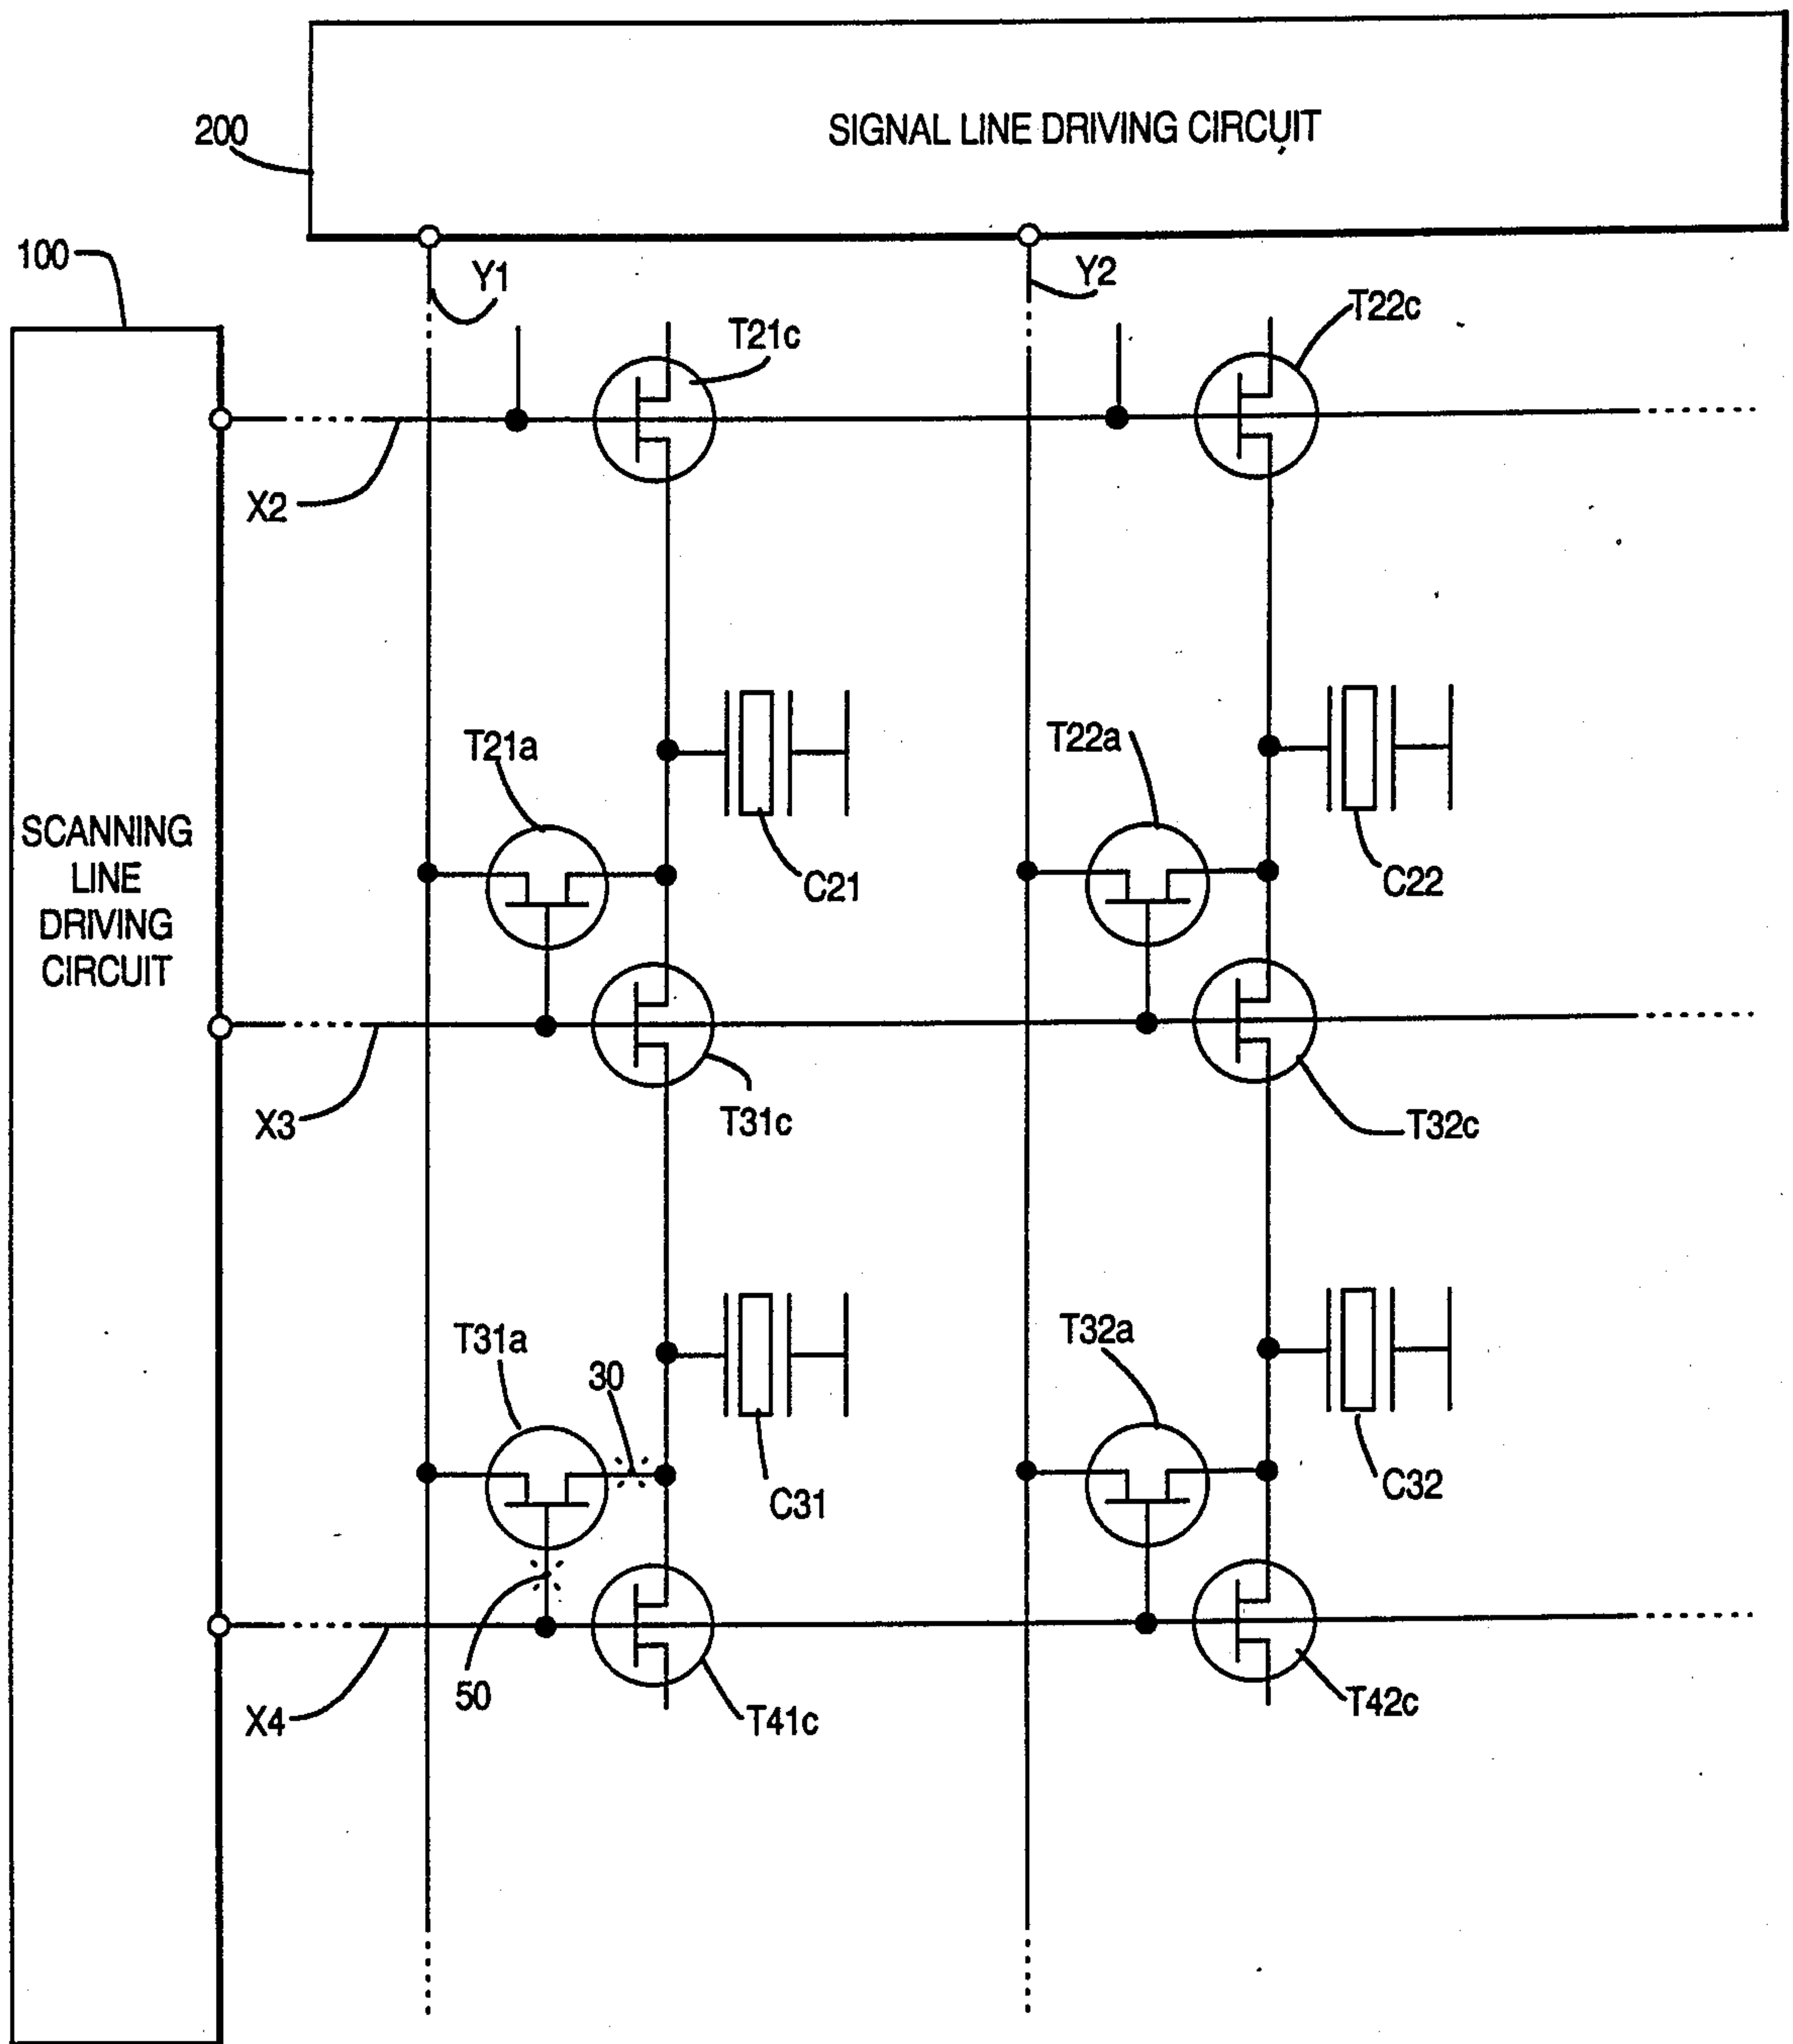 SIGNAL LINE DRIVING CIRCUIT
200
100
Y1
Y2
T21c
T22c
X2
T21a
T22a
C21
C22
SCANNING
LINE
DRIVING
CIRCUIT
X3
T31c
T32c
T31a
30
T32a
C31
C32
50
X4
T41c
T42c